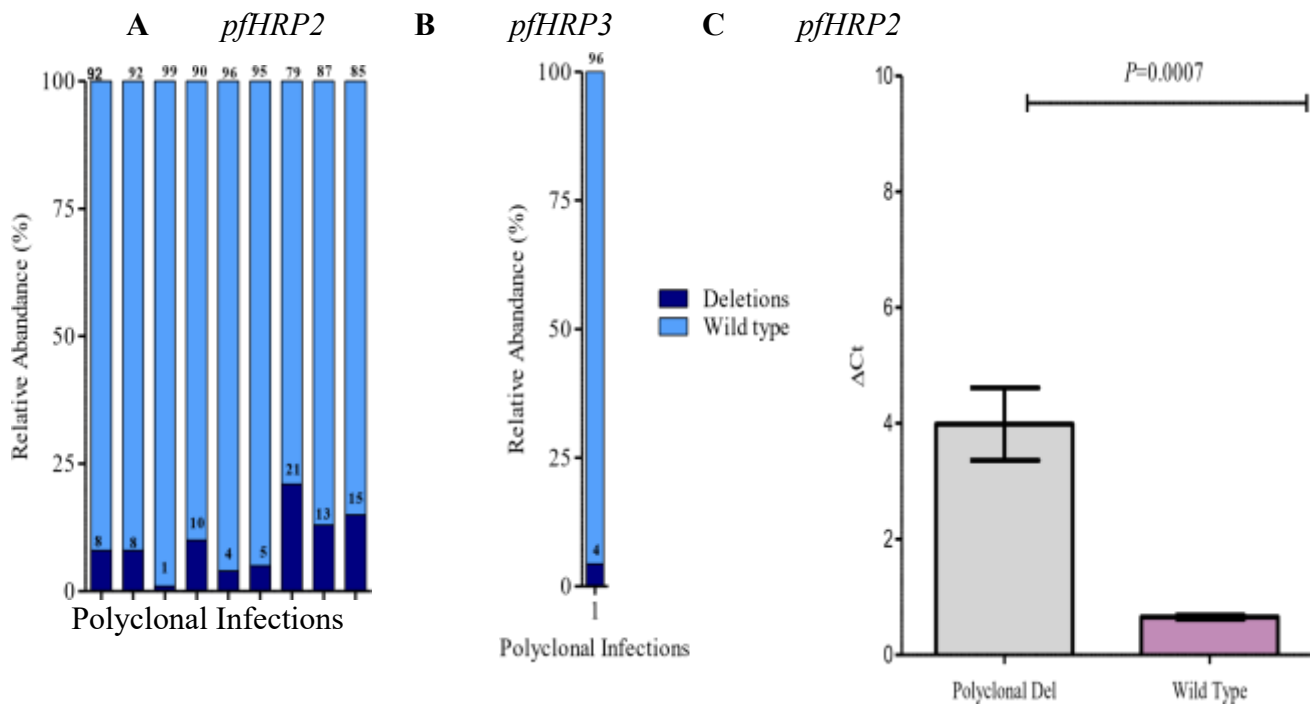 A pfHRP2 B pfHRP3 C pfHRP2
92 92 99 90 96 95 79 87 85
100
75
50
25
0
Relative Abundance (%)
8 8 1 10 4 5 21 13 15
Polyclonal Infections
96
100
75
50
25
0
Relative Abundance (%)
4
1
Polyclonal Infections
Deletions
Wild type
P=0.0007
10
8
6
4
2
0
ΔCt
Polyclonal Del Wild Type